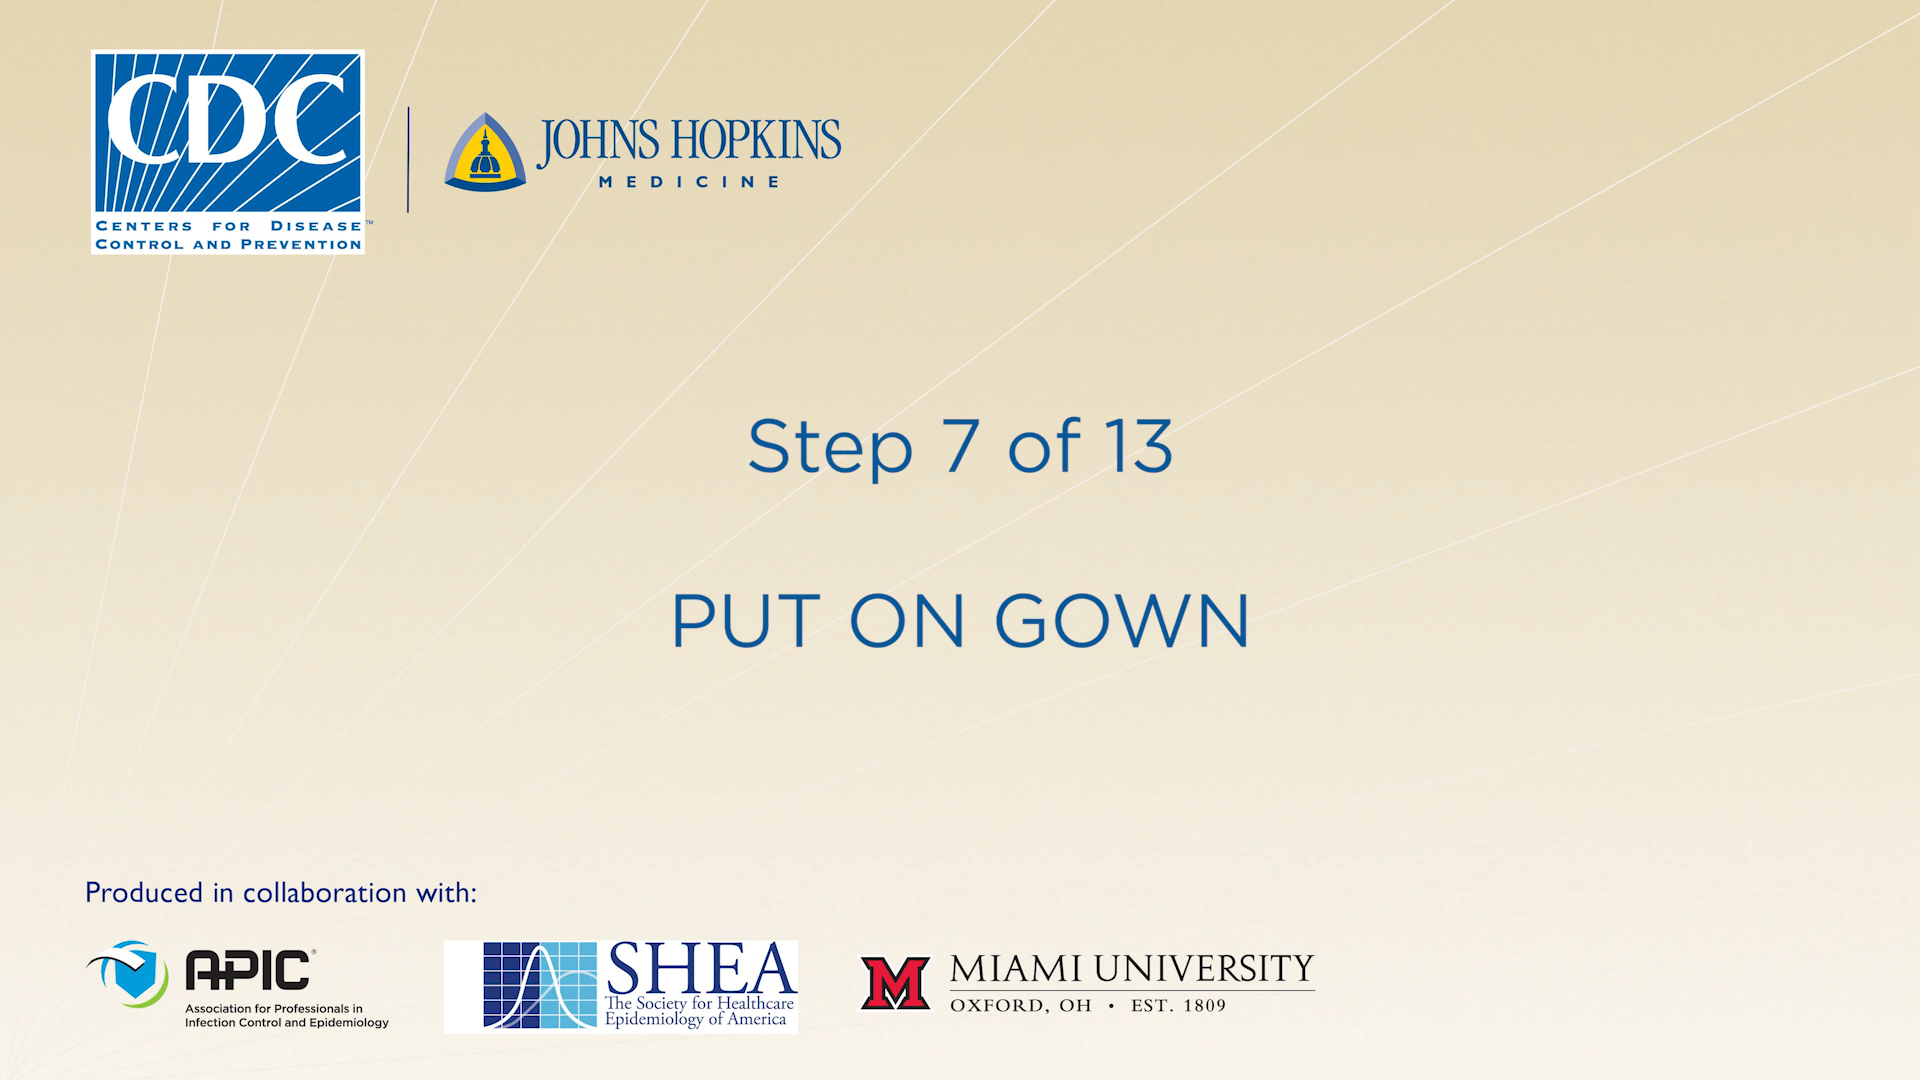 CDC
CENTERS FOR DISEASE™
CONTROL AND PREVENTION
JOHNS HOPKINS
MEDICINE
Step 7 of 13
PUT ON GOWN
Produced in collaboration with:
APIC®
Association for Professionals in
Infection Control and Epidemiology
SHEA
The Society for Healthcare
Epidemiology of America
M
MIAMI UNIVERSITY
OXFORD, OH • EST. 1809